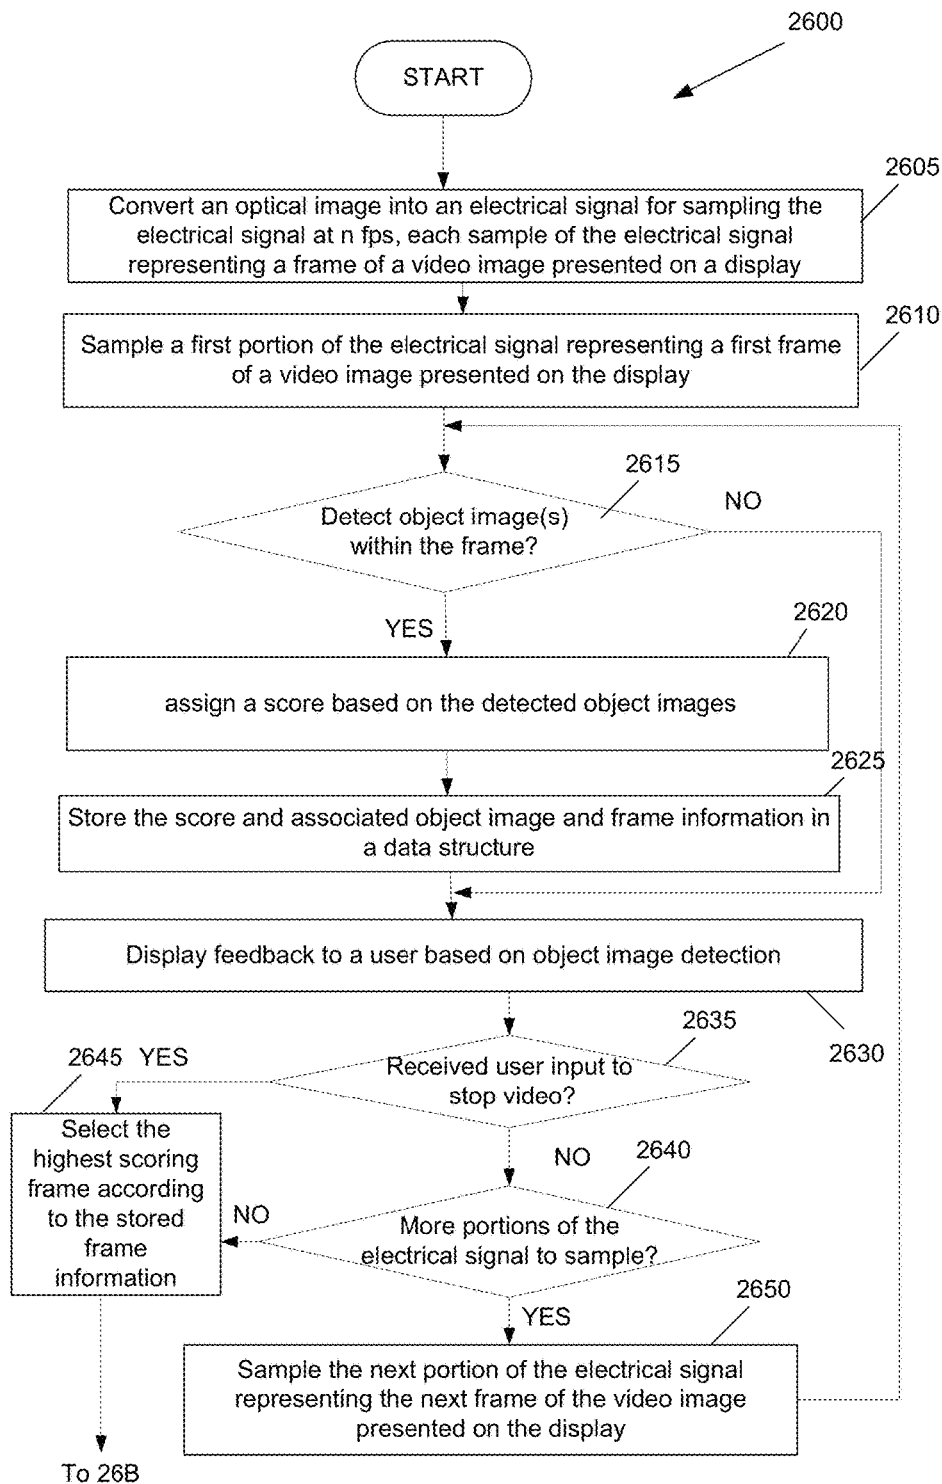 2600
START
2605
Convert an optical image into an electrical signal for sampling the
electrical signal at n fps, each sample of the electrical signal
representing a frame of a video image presented on a display
2610
Sample a first portion of the electrical signal representing a first frame
of a video image presented on the display
2615
NO
Detect object image(s)
within the frame?
YES
2620
assign a score based on the detected object images
2625
Store the score and associated object image and frame information in
a data structure
Display feedback to a user based on object image detection
2630
2635
2645 YES
Received user input to
stop video?
Select the
highest scoring
frame according
to the stored
frame
information
NO
2640
NO
More portions of the
electrical signal to sample?
YES
2650
Sample the next portion of the electrical signal
representing the next frame of the video image
presented on the display
To 26B